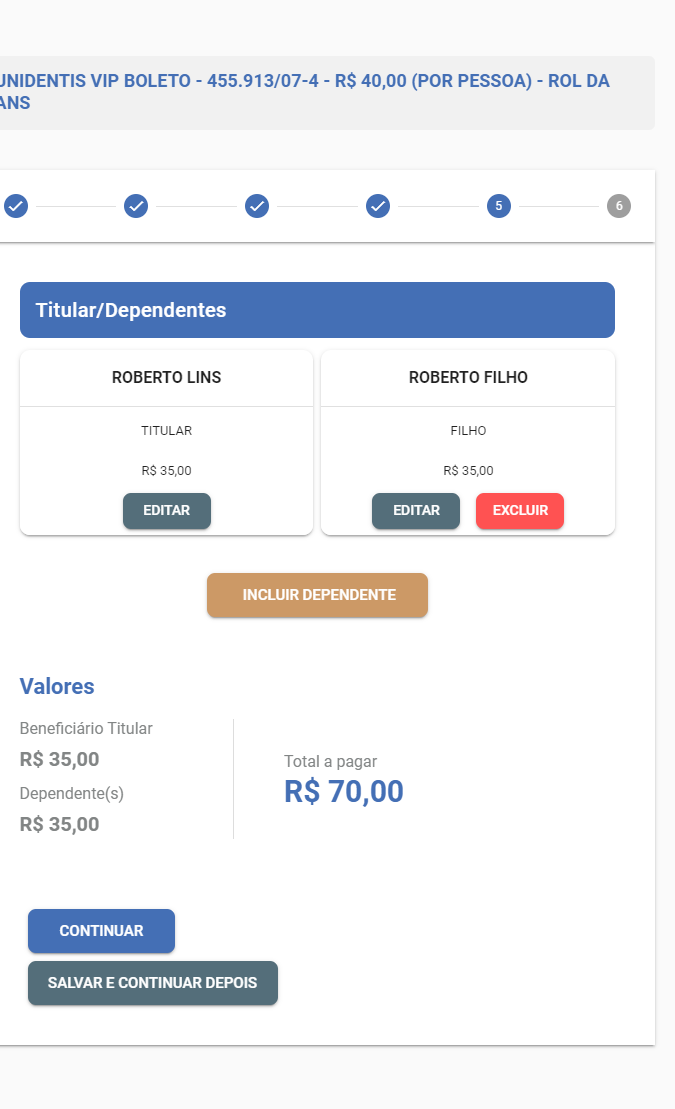 UNIDENTIS VIP BOLETO - 455.913/07-4 - R$ 40,00 (POR PESSOA) - ROL DA
ANS
5
6
Titular/Dependentes
ROBERTO LINS
TITULAR
R$ 35,00
EDITAR
ROBERTO FILHO
FILHO
R$ 35,00
EDITAR EXCLUIR
INCLUIR DEPENDENTE
Valores
Beneficiário Titular
R$ 35,00
Dependente(s)
R$ 35,00
Total a pagar
R$ 70,00
CONTINUAR
SALVAR E CONTINUAR DEPOIS